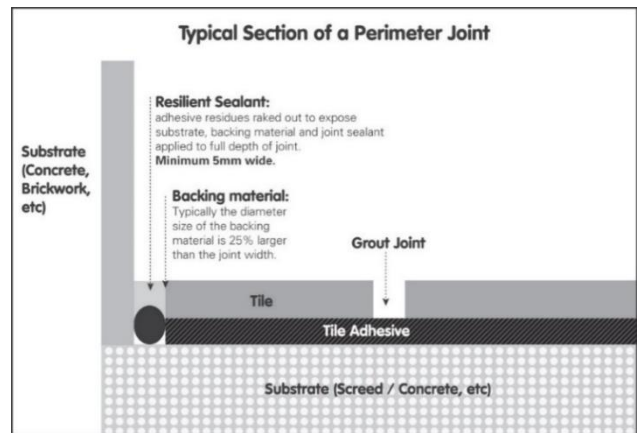 Typical Section of a Perimeter Joint
Resilient Sealant:
adhesive residues raked out to expose
substrate, backing material and joint sealant
applied to full depth of joint.
Minimum 5mm wide.
Substrate
(Concrete,
Brickwork,
etc)
Backing material:
Typically the diameter
size of the backing
material is 25% larger
than the joint width.
Grout Joint
Tile
Tile Adhesive
Substrate (Screed / Concrete, etc)